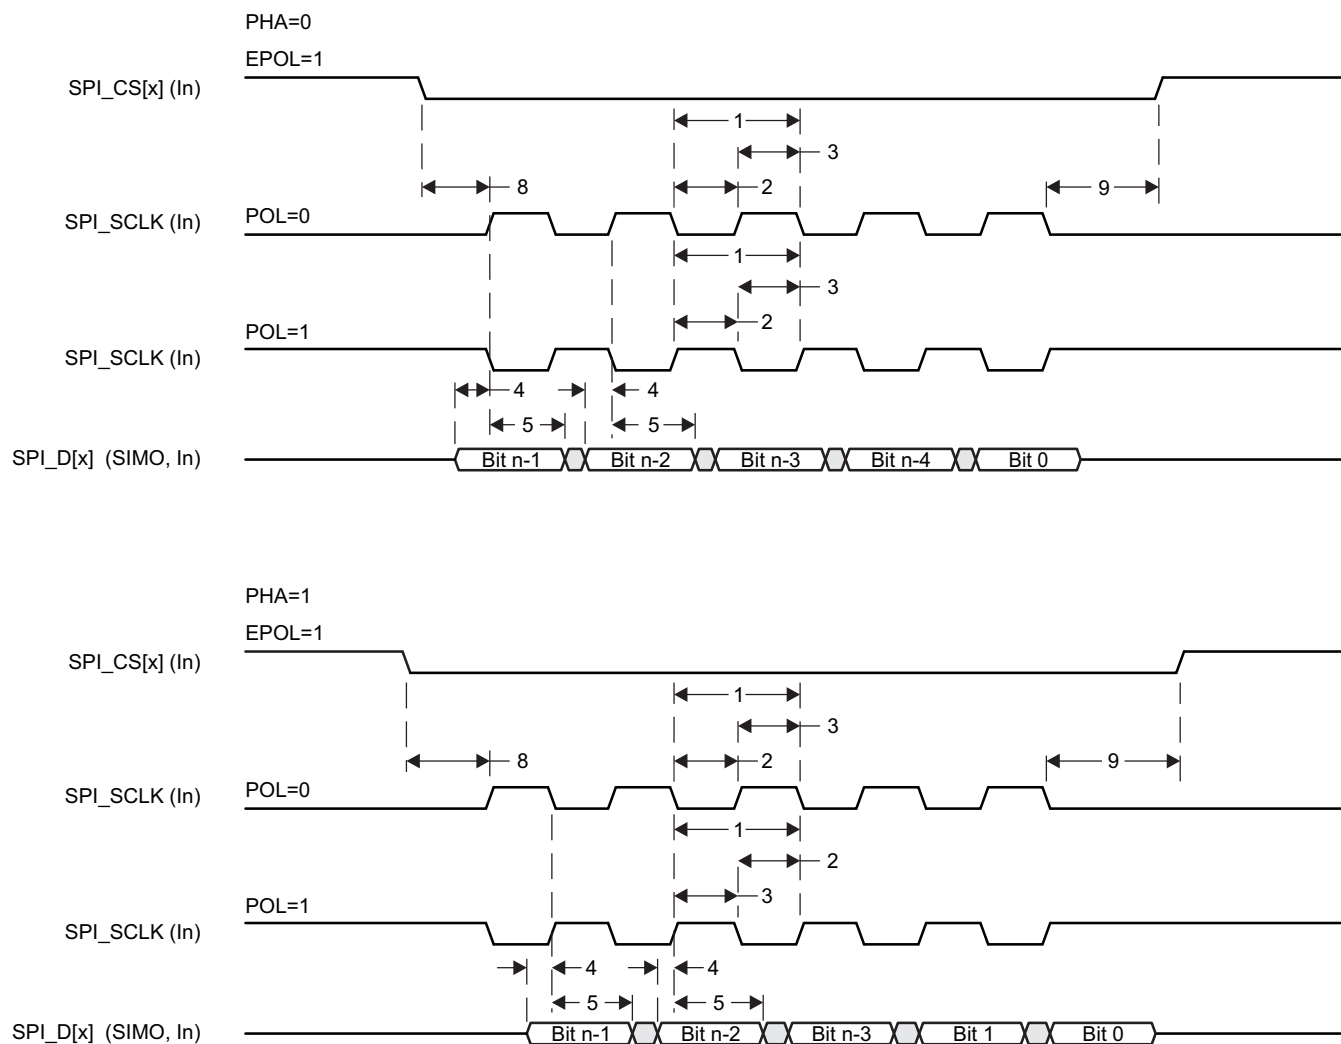 PHA=0
EPOL=1
SPI_CS[x] (In)
1
3
8
2
9
POL=0
SPI_SCLK (In)
1
3
2
POL=1
SPI_SCLK (In)
4
4
5
5
SPI_D[x] (SIMO, In)
Bit n-1
Bit n-2
Bit n-3
Bit n-4
Bit 0
PHA=1
EPOL=1
SPI_CS[x] (In)
1
3
8
2
9
POL=0
SPI_SCLK (In)
1
2
3
POL=1
SPI_SCLK (In)
4
4
5
5
SPI_D[x] (SIMO, In)
Bit n-1
Bit n-2
Bit n-3
Bit 1
Bit 0